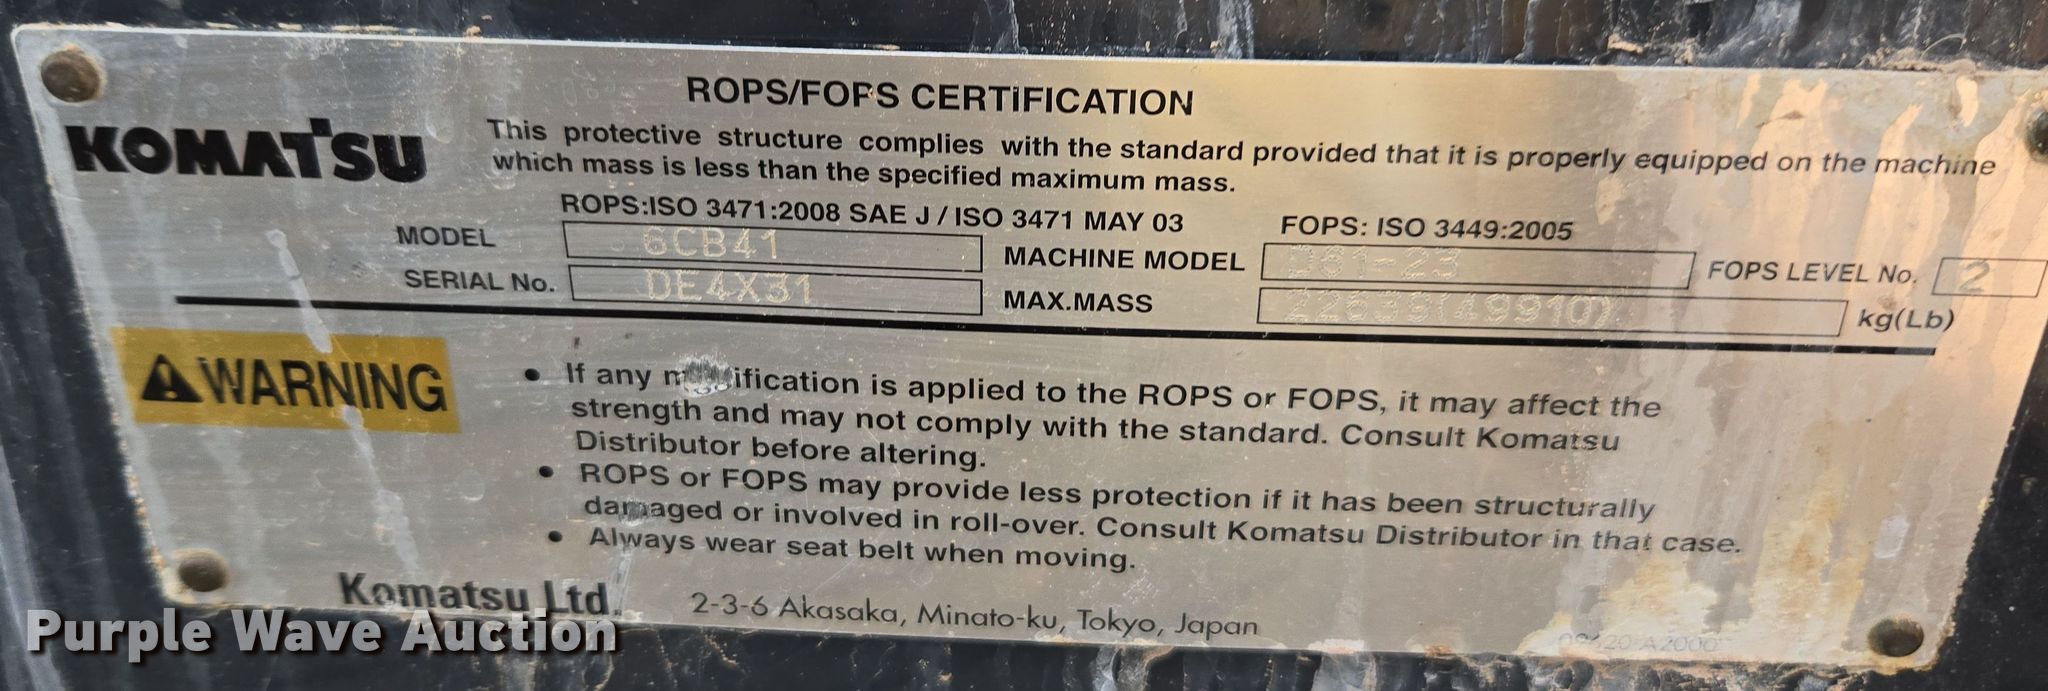 ROPS/FOPS CERTIFICATION
KOMATSU
This protective structure complies with the standard provided that it is properly equipped on the machine
which mass is less than the specified maximum mass.
ROPS:ISO 3471:2008 SAE J / ISO 3471 MAY 03 FOPS: ISO 3449:2005
MODEL 6CB41 MACHINE MODEL D61-23 FOPS LEVEL No. 2
SERIAL No. DE4X31 MAX.MASS 22639(49910) kg(Lb)
WARNING
• If any modification is applied to the ROPS or FOPS, it may affect the
strength and may not comply with the standard. Consult Komatsu
Distributor before altering.
• ROPS or FOPS may provide less protection if it has been structurally
damaged or involved in roll-over. Consult Komatsu Distributor in that case.
• Always wear seat belt when moving.
Komatsu Ltd. 2-3-6 Akasaka, Minato-ku, Tokyo, Japan
Purple Wave Auction